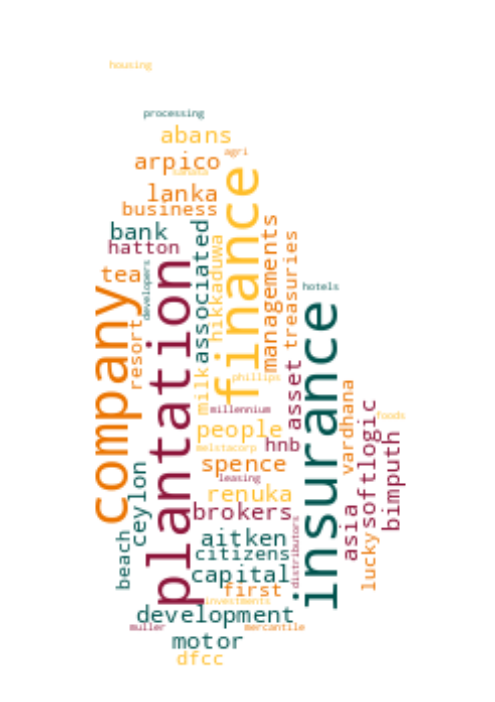 housing
processing
abans
agri
arpico
lanka
business
bank
hatton
tea
developers
associated
hikkaduwa
finance
managements
treasuries
hotels
company
resort
plantation
milk
phillips
millennium
people
melstacorp
hnb
asset
insurance
vardhana
softlogic
foods
bimputh
spence
leasing
renuka
brokers
ceylon
beach
aitken
citizens
capital
first
distributors
asia
lucky
investments
development
muller
mercantile
motor
dfcc